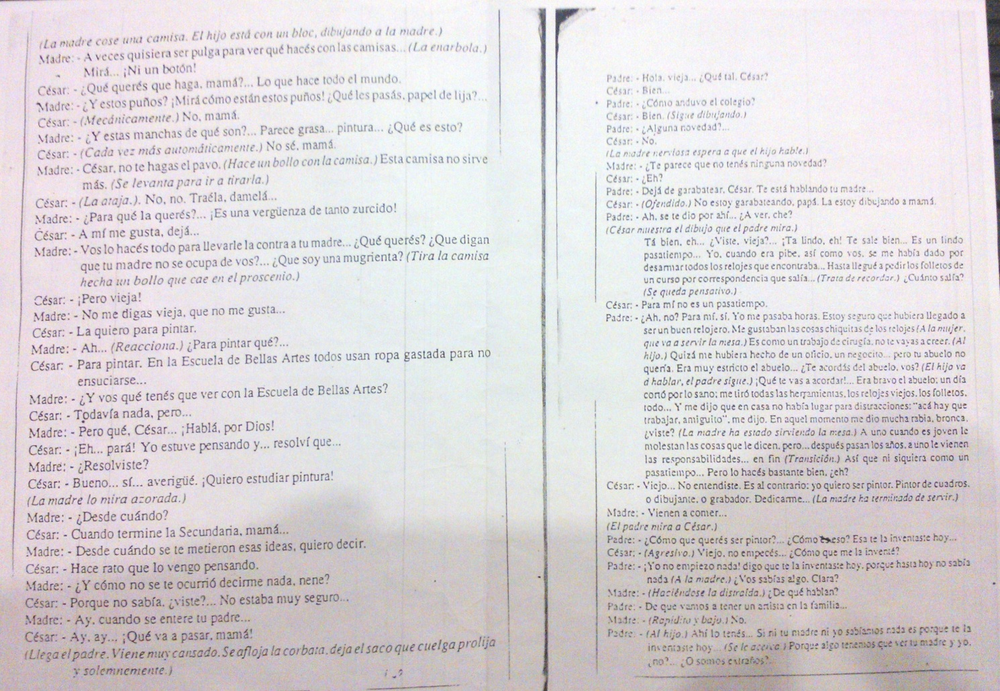 (La madre cose una camisa. El hijo está con un bloc, dibujando a la madre.)
Madre: - A veces quisiera ser pulga para ver qué hacés con las camisas... (La enarbola.)
Mirá... ¡Ni un botón!
César: - ¿Qué querés que haga, mamá?... Lo que hace todo el mundo.
Madre: - ¿Y estos puños? ¡Mirá cómo están estos puños! ¿Qué les pasás, papel de lija?...
César: - (Mecánicamente.) No, mamá.
Madre: - ¿Y estas manchas de qué son?... Parece grasa... pintura... ¿Qué es esto?
César: - (Cada vez más automáticamente.) No sé, mamá.
Madre: - César, no te hagas el pavo. (Hace un bollo con la camisa.) Esta camisa no sirve
más. (Se levanta para ir a tirarla.)
César: - (La ataja.). No, no. Traéla, damelá...
Madre: - ¿Para qué la querés?... ¡Es una vergüenza de tanto zurcido!
César: - A mí me gusta, dejá...
Madre: - Vos lo hacés todo para llevarle la contra a tu madre... ¿Qué querés? ¿Que digan
que tu madre no se ocupa de vos?... ¿Que soy una mugrienta? (Tira la camisa
hecha un bollo que cae en el proscenio.)
César: - ¡Pero vieja!
Madre: - No me digas vieja, que no me gusta...
César: - La quiero para pintar.
Madre: - Ah... (Reacciona.) ¿Para pintar qué?...
César: - Para pintar. En la Escuela de Bellas Artes todos usan ropa gastada para no
ensuciarse...
Madre: - ¿Y vos qué tenés que ver con la Escuela de Bellas Artes?
César: - Todavía nada, pero...
Madre: - Pero qué, César... ¡Hablá, por Dios!
César: - ¡Eh... pará! Yo estuve pensando y... resolví que...
Madre: - ¿Resolviste?
César: - Bueno... sí... averigüé. ¡Quiero estudiar pintura!
(La madre lo mira azorada.)
Madre: - ¿Desde cuándo?
César: - Cuando termine la Secundaria, mamá...
Madre: - Desde cuándo se te metieron esas ideas, quiero decir.
César: - Hace rato que lo vengo pensando.
Madre: - ¿Y cómo no se te ocurrió decirme nada, nene?
César: - Porque no sabía, ¿viste?... No estaba muy seguro...
Madre: - Ay, cuando se entere tu padre...
César: - Ay, ay... ¡Qué va a pasar, mamá!
(Llega el padre. Viene muy cansado. Se afloja la corbata, deja el saco que cuelga prolija
y solemnemente.)
Padre: - Hola, vieja... ¿Qué tal, César?
César: - Bien...
Padre: - ¿Cómo anduvo el colegio?
César: - Bien. (Sigue dibujando.)
Padre: - ¿Alguna novedad?...
César: - No.
(La madre nerviosa espera a que el hijo hable.)
Madre: - ¿Te parece que no tenés ninguna novedad?
César: - ¿Eh?
Padre: - Dejá de garabatear, César. Te está hablando tu madre...
César: - (Ofendido.) No estoy garabateando, papá. La estoy dibujando a mamá.
Padre: - Ah, se te dio por ahí... ¿A ver, che?
(César muestra el dibujo que el padre mira.)
Tá bien, eh... ¿Viste, vieja?... ¡Ta lindo, eh! Te sale bien... Es un lindo
pasatiempo... Yo, cuando era pibe, así como vos, se me había dado por
desarmar todos los relojes que encontraba... Hasta llegué a pedir los folletos de
un curso por correspondencia que salía... (Trata de recordar.) ¿Cuánto salía?
(Se queda pensativo.)
César: - Para mí no es un pasatiempo.
Padre: - ¿Ah, no? Para mí, sí. Yo me pasaba horas. Estoy seguro que hubiera llegado a
ser un buen relojero. Me gustaban las cosas chiquitas de los relojes (A la mujer,
que va a servir la mesa.) Es como un trabajo de cirugía, no te vayas a creer. (Al
hijo.) Quizá me hubiera hecho de un oficio, un negocito... pero tu abuelo no
quería. Era muy estricto el abuelo... ¿Te acordás del abuelo, vos? (El hijo va
a hablar, el padre sigue.) ¡Qué te vas a acordar!... Era bravo el abuelo; un día
cortó por lo sano; me tiró todas las herramientas, los relojes viejos, los folletos,
todo... Y me dijo que en casa no había lugar para distracciones: "acá hay que
trabajar, amiguito", me dijo. En aquel momento me dio mucha rabia, bronca,
¿viste? (La madre ha estado sirviendo la mesa.) A uno cuando es joven le
molestan las cosas que le dicen, pero... después pasan los años, a uno le vienen
las responsabilidades... en fin (Transición.) Así que ni siquiera como un
pasatiempo... Pero lo hacés bastante bien, ¿eh?
César: - Viejo... No entendiste. Es al contrario; yo quiero ser pintor. Pintor de cuadros,
o dibujante, o grabador. Dedicarme... (La madre ha terminado de servir.)
Madre: - Vienen a comer...
(El padre mira a César.)
Padre: - ¿Cómo que querés ser pintor?... ¿Cómo es eso? Esa te la inventaste hoy...
César: - (Agresivo.) Viejo, no empecés... ¿Cómo que me la inventé?
Padre: - ¡Yo no empiezo nada! digo que te la inventaste hoy, porque hasta hoy no sabía
nada (A la madre.) ¿Vos sabías algo, Clara?
Madre: - (Haciéndose la distraída.) ¿De qué hablan?
Padre: - De que vamos a tener un artista en la familia...
Madre: - (Rapidito y bajo.) No.
Padre: - (Al hijo.) Ahí lo tenés... Si ni tu madre ni yo sabíamos nada es porque te la
inventaste hoy... (Se le acerca.) Porque algo tenemos que ver tu madre y yo,
¿no?... ¿O somos extraños?...